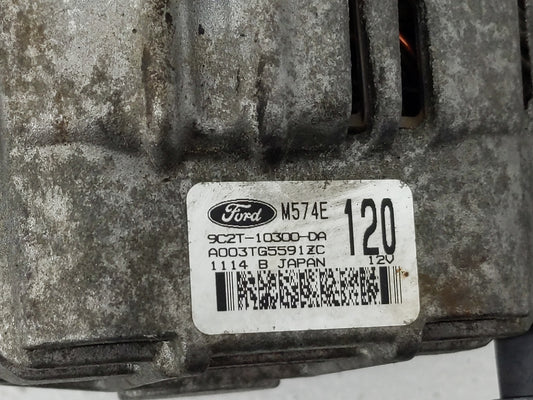 Ford M574E 120
9C2T-10300-DA
A003TG5591ZC
1114 B JAPAN 12V